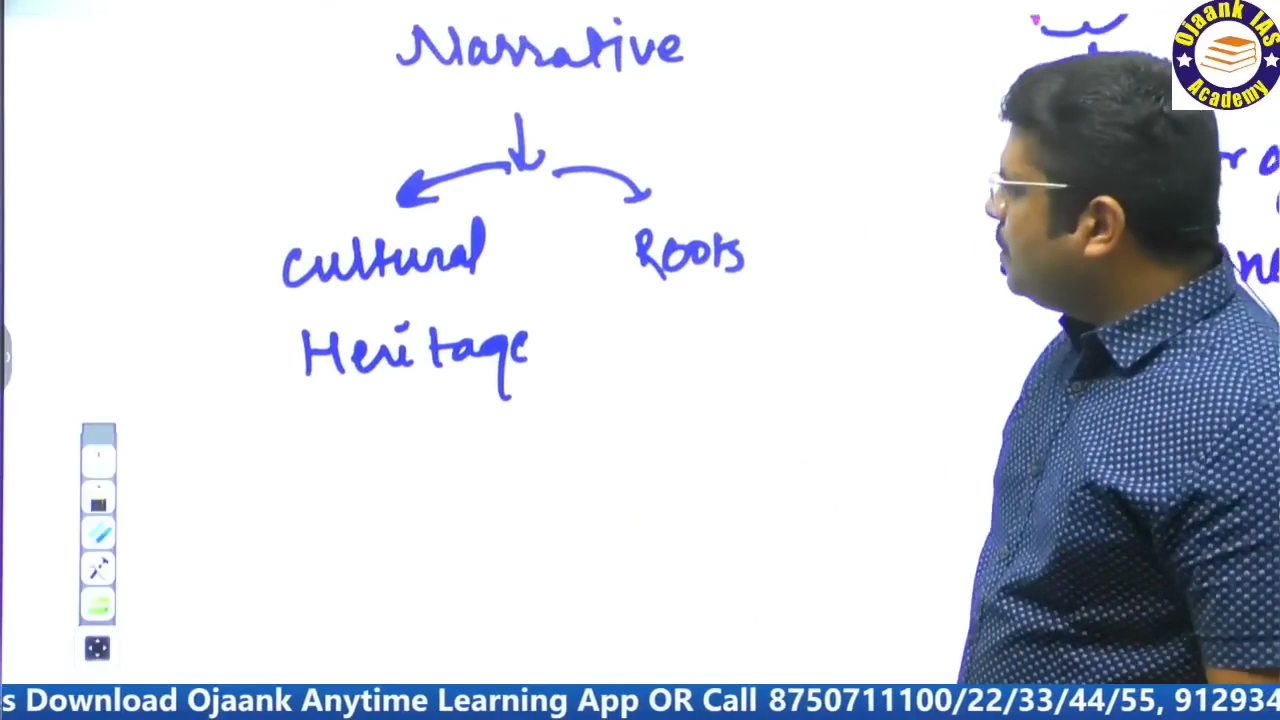 Narrative
Cultural Roots
Heritage
Ojaank IAS
Academy
s Download Ojaank Anytime Learning App OR Call 8750711100/22/33/44/55, 912934